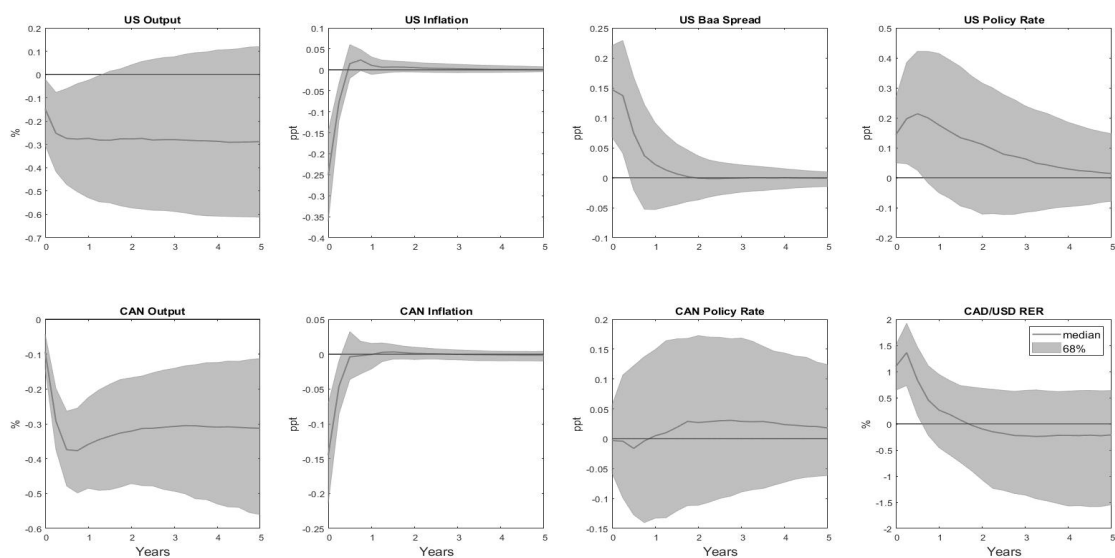 US Output
US Inflation
US Baa Spread
US Policy Rate
0.2
0.1
0
-0.1
-0.2
-0.3
-0.4
-0.5
-0.6
-0.7
%
0 1 2 3 4 5
0.1
0.05
0
-0.05
-0.1
-0.15
-0.2
-0.25
-0.3
-0.35
-0.4
ppt
0 1 2 3 4 5
0.25
0.2
0.15
0.1
0.05
0
-0.05
-0.1
ppt
0 1 2 3 4 5
0.5
0.4
0.3
0.2
0.1
0
-0.1
-0.2
ppt
0 1 2 3 4 5
CAN Output
CAN Inflation
CAN Policy Rate
CAD/USD RER
0
-0.1
-0.2
-0.3
-0.4
-0.5
-0.6
%
0 1 2 3 4 5
Years
0.05
0
-0.05
-0.1
-0.15
-0.2
-0.25
ppt
0 1 2 3 4 5
Years
0.2
0.15
0.1
0.05
0
-0.05
-0.1
-0.15
ppt
0 1 2 3 4 5
Years
2
1.5
1
0.5
0
-0.5
-1
-1.5
-2
%
median
68%
0 1 2 3 4 5
Years